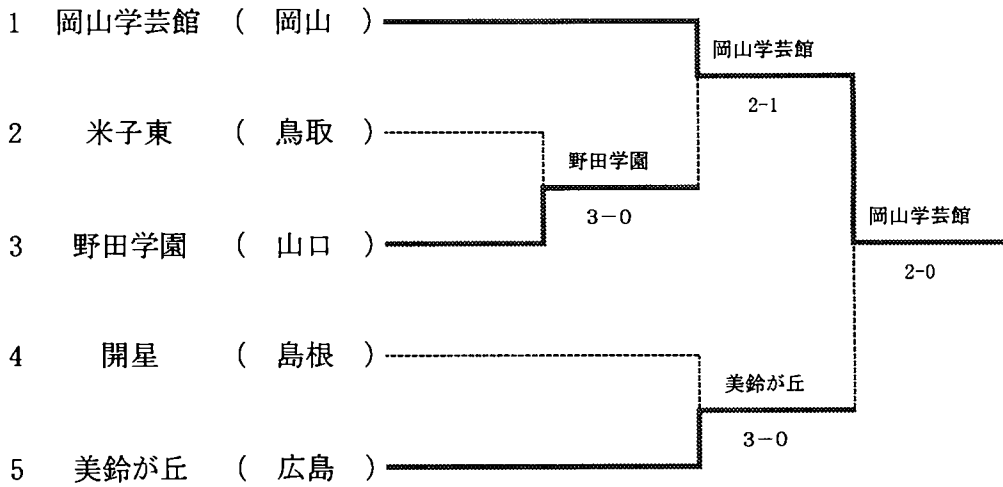 1 岡山学芸館 ( 岡山 )
岡山学芸館
2-1
2 米子東 ( 鳥取 )
野田学園
3-0
3 野田学園 ( 山口 )
岡山学芸館
2-0
4 開星 ( 島根 )
美鈴が丘
3-0
5 美鈴が丘 ( 広島 )